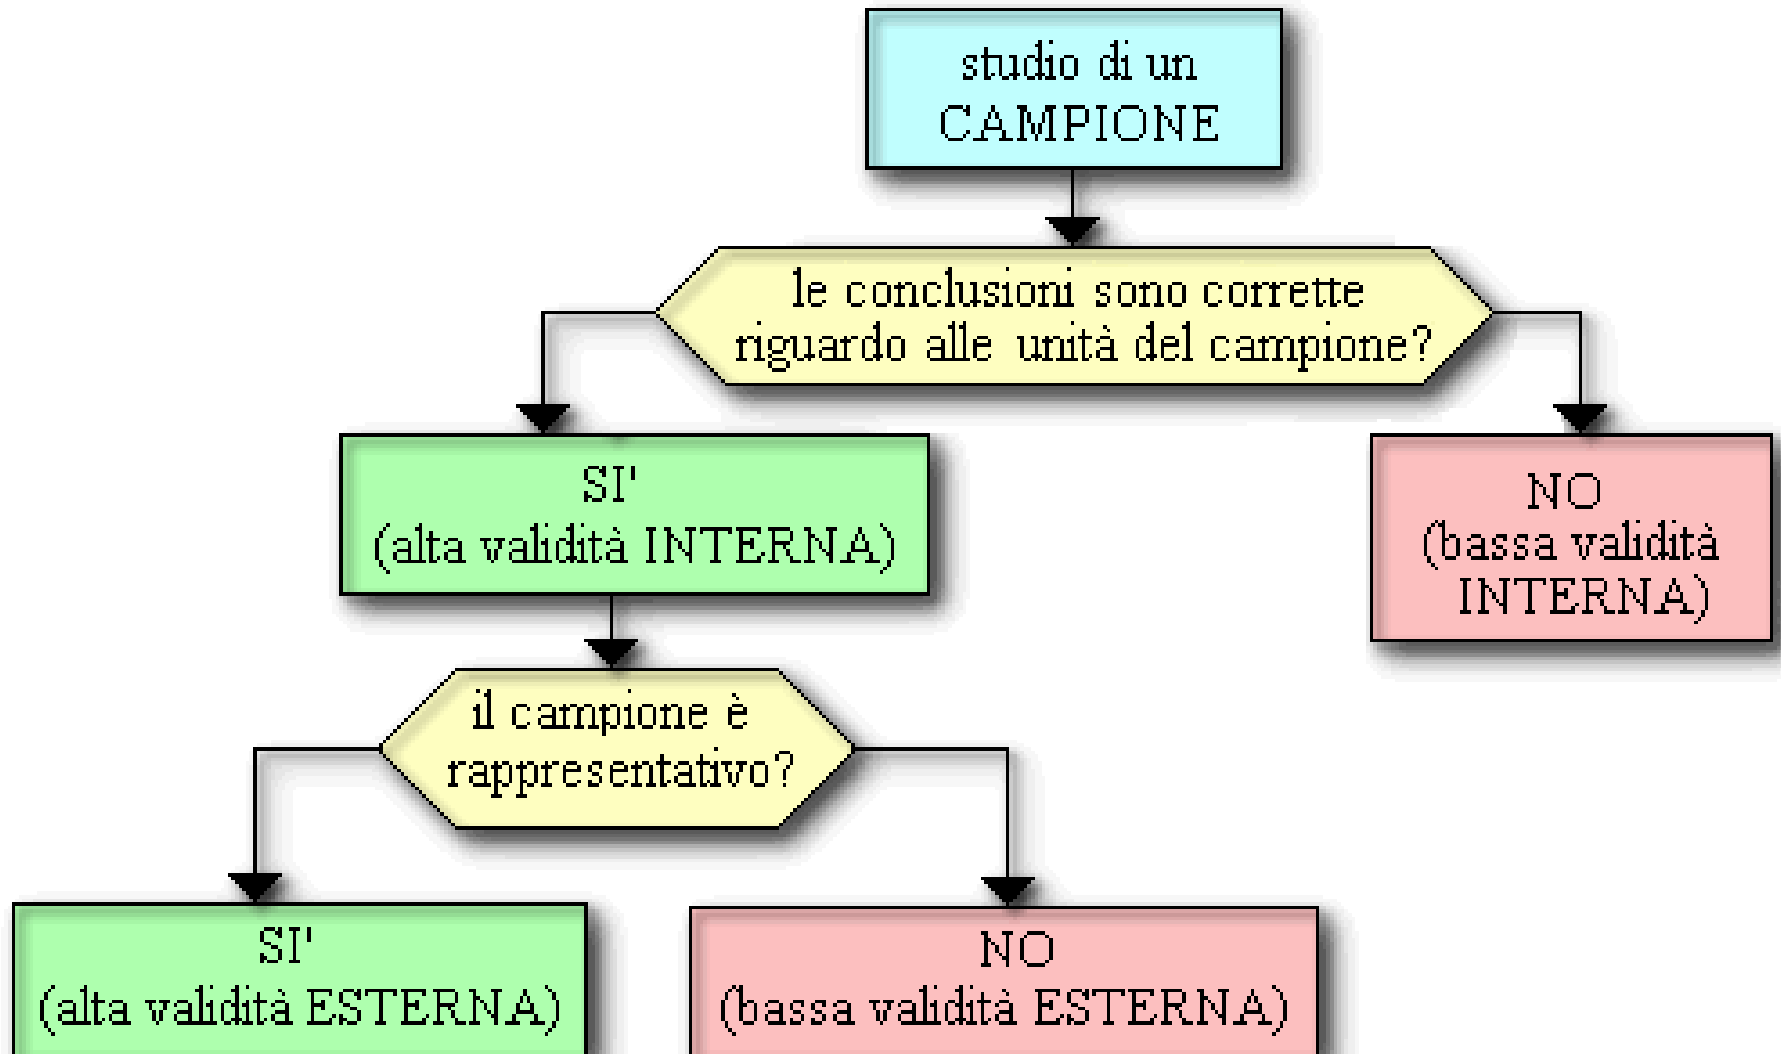 studio di un
CAMPIONE
le conclusioni sono corrette
riguardo alle unità del campione?
SI'
(alta validità INTERNA)
NO
(bassa validità
INTERNA)
il campione è
rappresentativo?
SI'
(alta validità ESTERNA)
NO
(bassa validità ESTERNA)